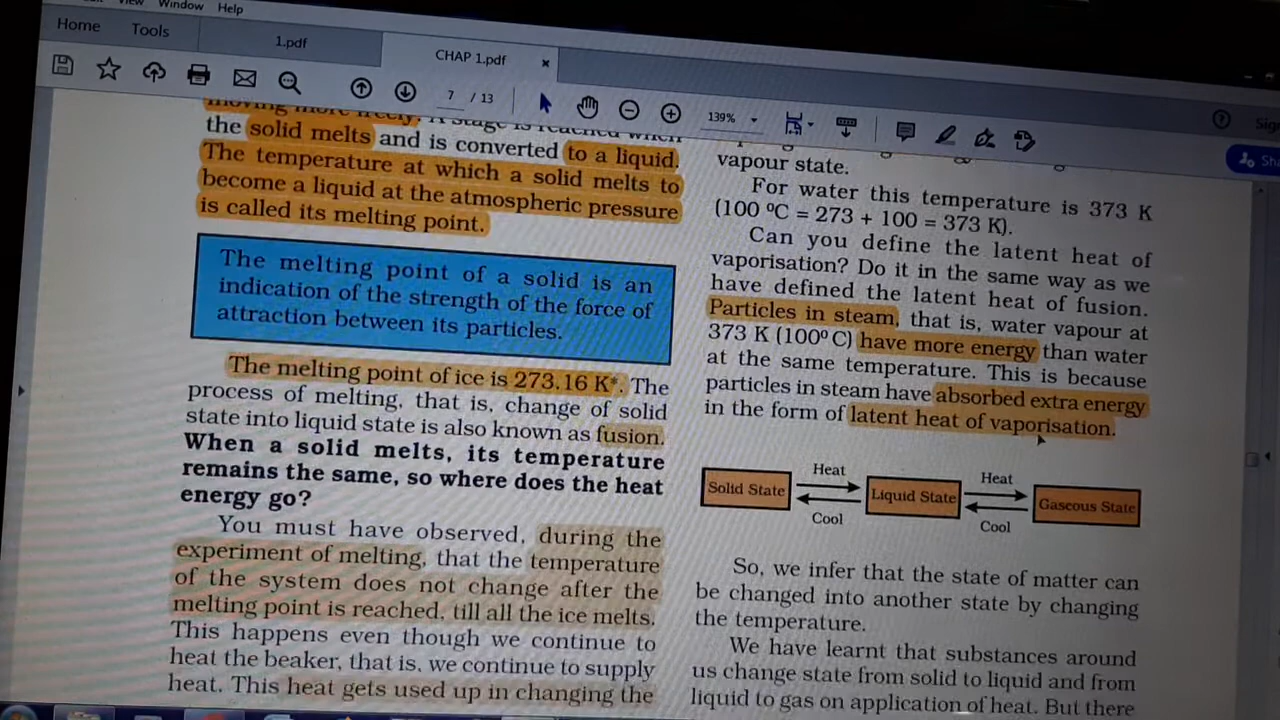 Window Help
Home Tools
1.pdf
CHAP 1.pdf
7 / 13
139%
moving more freely. A stage is reached when
the solid melts and is converted to a liquid.
The temperature at which a solid melts to
become a liquid at the atmospheric pressure
is called its melting point.
The melting point of a solid is an
indication of the strength of the force of
attraction between its particles.
The melting point of ice is 273.16 K*. The
process of melting, that is, change of solid
state into liquid state is also known as fusion.
When a solid melts, its temperature
remains the same, so where does the heat
energy go?
You must have observed, during the
experiment of melting, that the temperature
of the system does not change after the
melting point is reached, till all the ice melts.
This happens even though we continue to
heat the beaker, that is, we continue to supply
heat. This heat gets used up in changing the
vapour state.
For water this temperature is 373 K
(100 ºC = 273 + 100 = 373 K).
Can you define the latent heat of
vaporisation? Do it in the same way as we
have defined the latent heat of fusion.
Particles in steam, that is, water vapour at
373 K (100º C) have more energy than water
at the same temperature. This is because
particles in steam have absorbed extra energy
in the form of latent heat of vaporisation.
Heat Heat
Solid State Liquid State Gaseous State
Cool Cool
So, we infer that the state of matter can
be changed into another state by changing
the temperature.
We have learnt that substances around
us change state from solid to liquid and from
liquid to gas on application of heat. But there